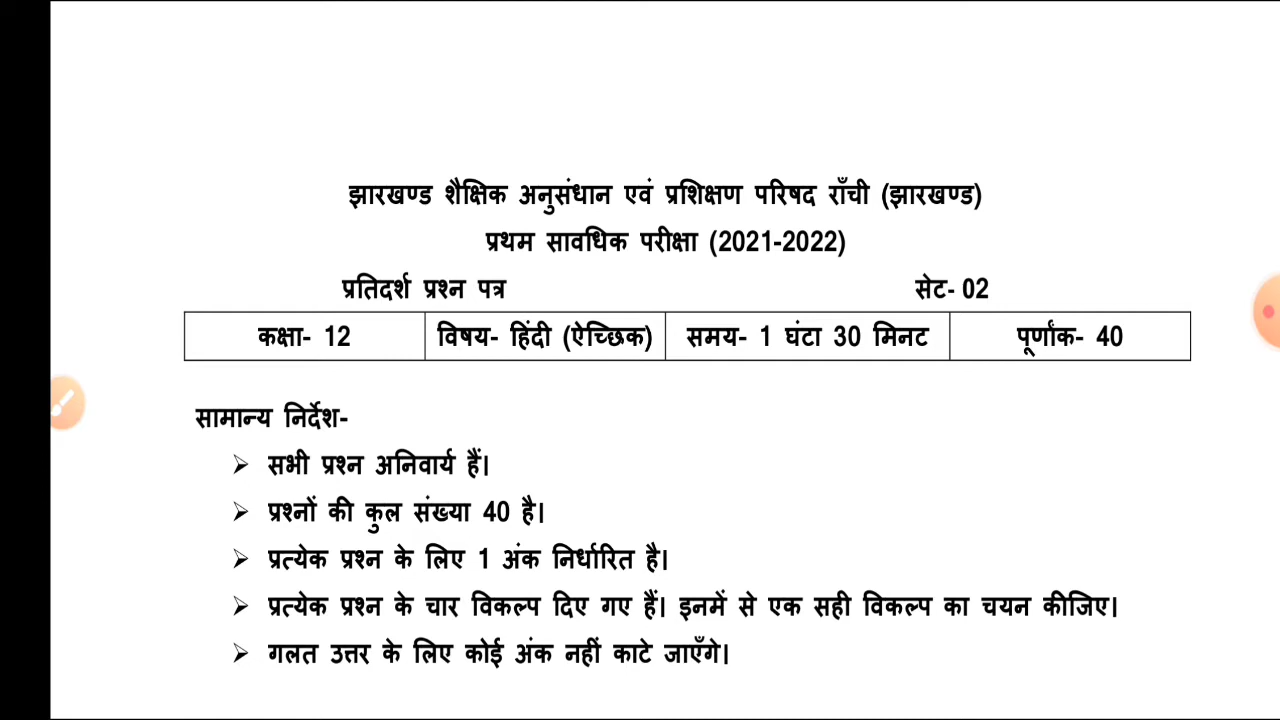 झारखण्ड शैक्षिक अनुसंधान एवं प्रशिक्षण परिषद राँची (झारखण्ड)
प्रथम सावधिक परीक्षा (2021-2022)
प्रतिदर्श प्रश्न पत्र सेट- 02
कक्षा- 12 विषय- हिंदी (ऐच्छिक) समय- 1 घंटा 30 मिनट पूर्णांक- 40
सामान्य निर्देश-
➢ सभी प्रश्न अनिवार्य हैं।
➢ प्रश्नों की कुल संख्या 40 है।
➢ प्रत्येक प्रश्न के लिए 1 अंक निर्धारित है।
➢ प्रत्येक प्रश्न के चार विकल्प दिए गए हैं। इनमें से एक सही विकल्प का चयन कीजिए।
➢ गलत उत्तर के लिए कोई अंक नहीं काटे जाएँगे।